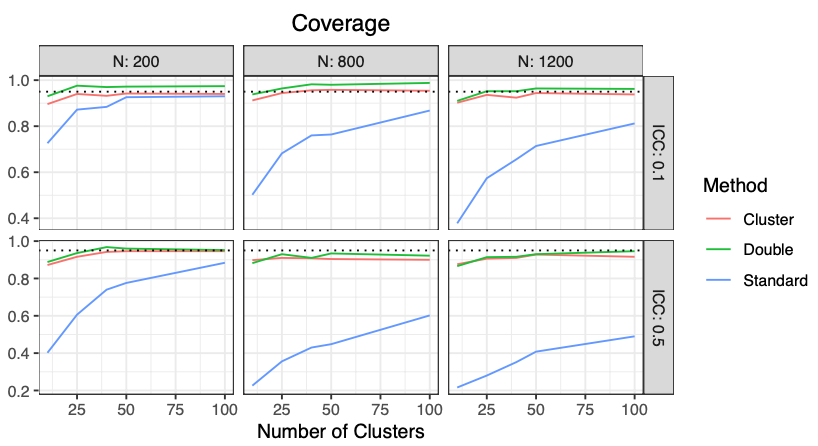 Coverage
N: 200 N: 800 N: 1200
1.0
0.8
0.6
0.4
ICC: 0.1
1.0
0.8
0.6
0.4
0.2
ICC: 0.5
25 50 75 100 25 50 75 100 25 50 75 100
Number of Clusters
Method
Cluster
Double
Standard